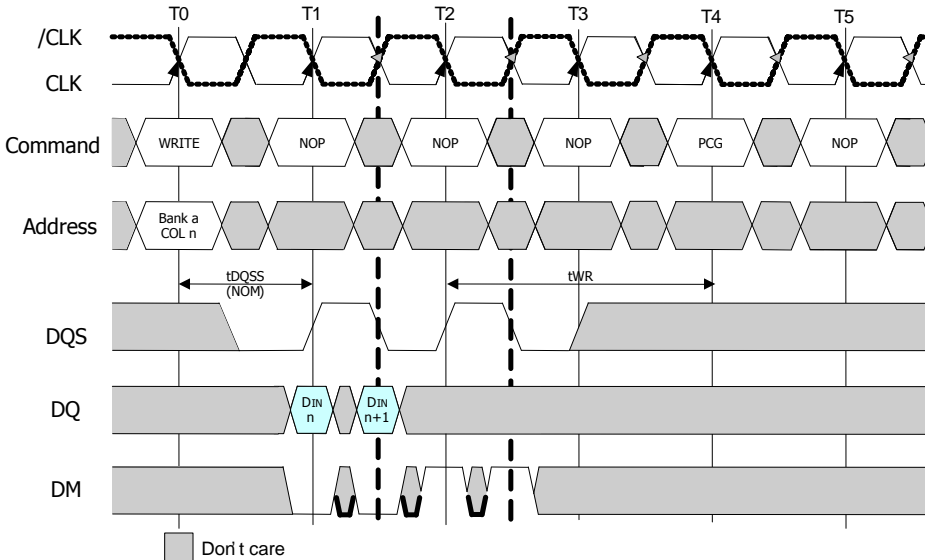 T0 T1 T2 T3 T4 T5
/CLK
CLK
Command WRITE NOP NOP NOP PCG NOP
Address Bank a
COL n
tDQSS
(NOM)
tWR
DQS
DQ DIN
n
DIN
n+1
DM
Don't care